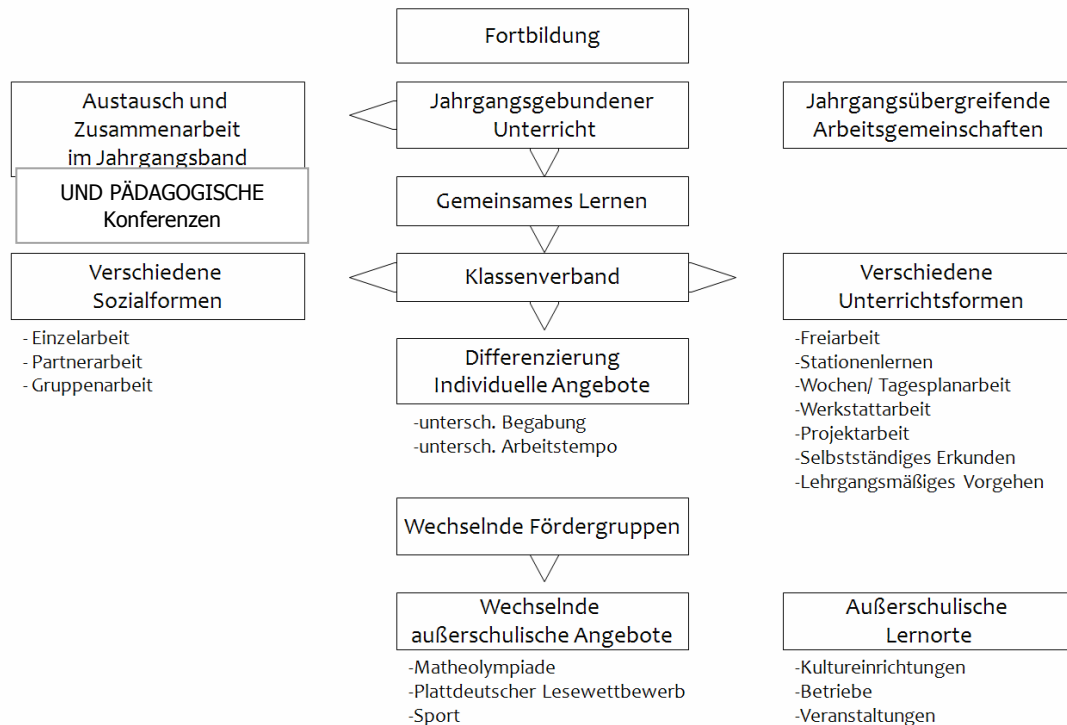 Fortbildung
Austausch und
Zusammenarbeit
im Jahrgangsband
UND PÄDAGOGISCHE
Konferenzen
Jahrgangsgebundener
Unterricht
Jahrgangsübergreifende
Arbeitsgemeinschaften
Gemeinsames Lernen
Verschiedene
Sozialformen
- Einzelarbeit
- Partnerarbeit
- Gruppenarbeit
Klassenverband
Verschiedene
Unterrichtsformen
-Freiarbeit
-Stationenlernen
-Wochen/ Tagesplanarbeit
-Werkstattarbeit
-Projektarbeit
-Selbstständiges Erkunden
-Lehrgangsmäßiges Vorgehen
Differenzierung
Individuelle Angebote
-untersch. Begabung
-untersch. Arbeitstempo
Wechselnde Fördergruppen
Wechselnde
außerschulische Angebote
-Matheolympiade
-Plattdeutscher Lesewettbewerb
-Sport
Außerschulische
Lernorte
-Kultureinrichtungen
-Betriebe
-Veranstaltungen